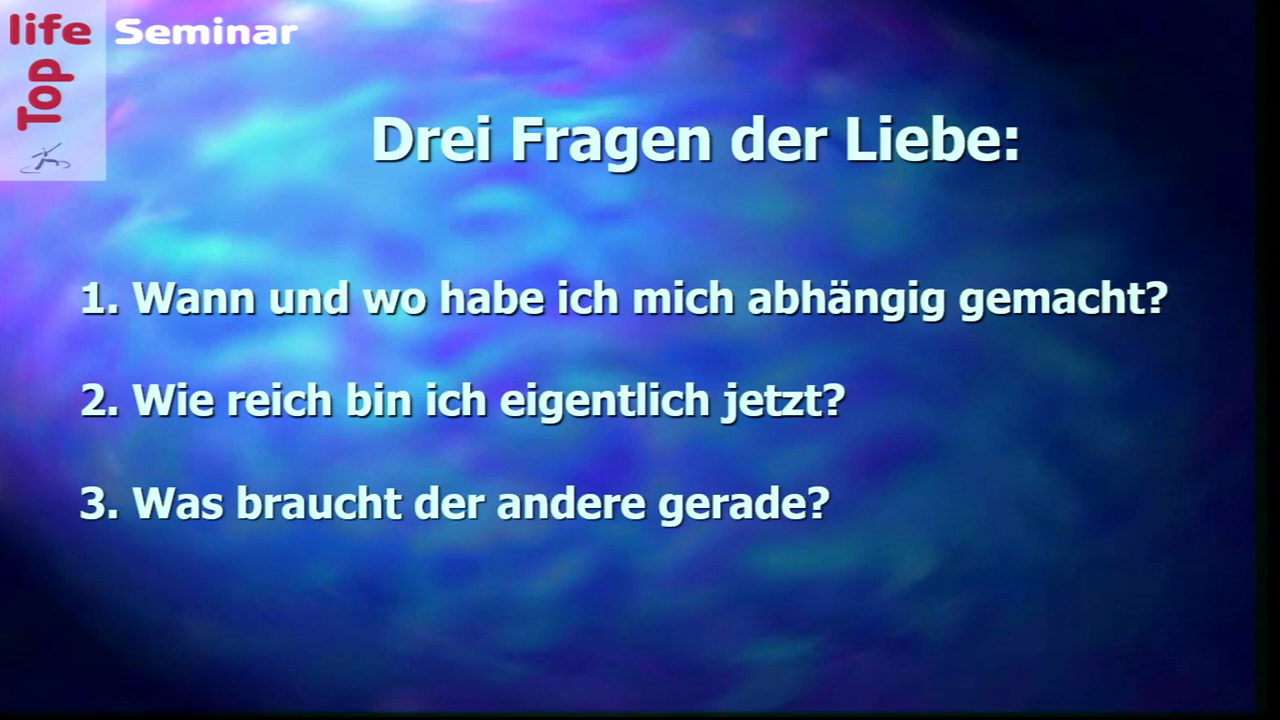 life Seminar
Top
Drei Fragen der Liebe:
1. Wann und wo habe ich mich abhängig gemacht?
2. Wie reich bin ich eigentlich jetzt?
3. Was braucht der andere gerade?